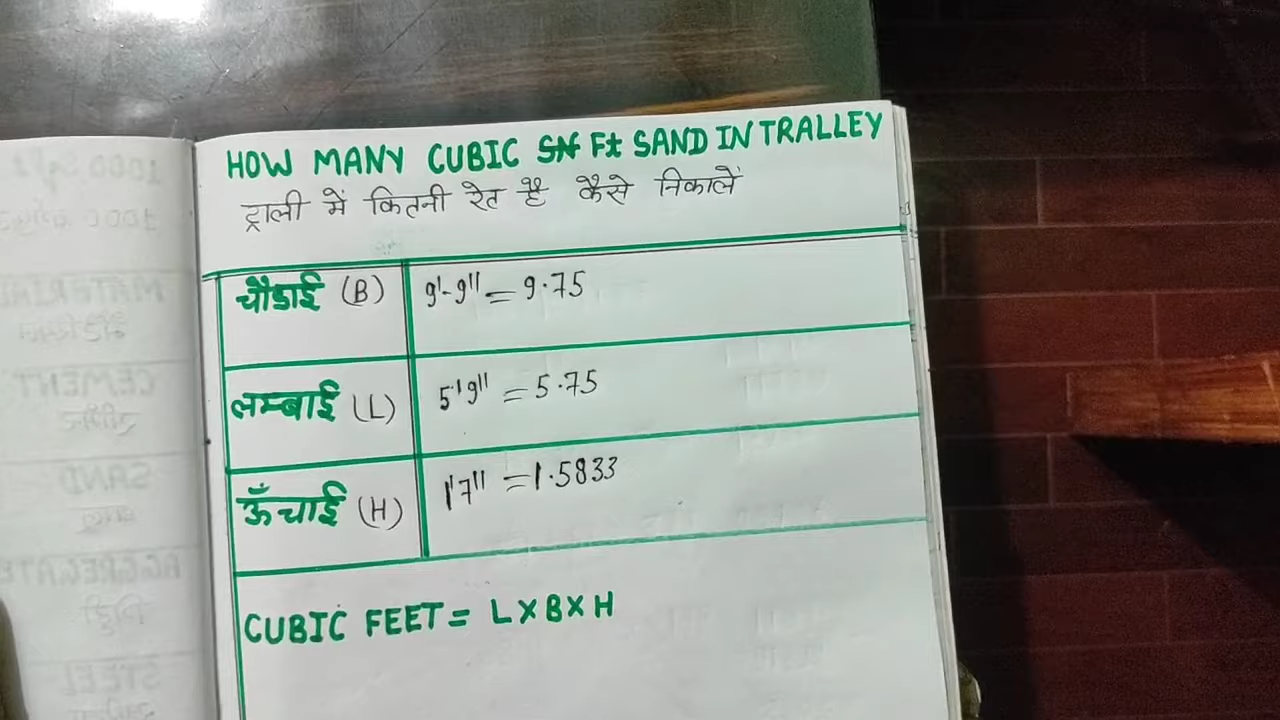 HOW MANY CUBIC SN Ft SAND IN TRALLEY
ट्राली में कितनी रेत है कैसे निकालें
चौडाई (B) 9'-9" = 9.75
लम्बाई (L) 5'9" = 5.75
ऊँचाई (H) 1'7" = 1.5833
CUBIC FEET = L X B X H